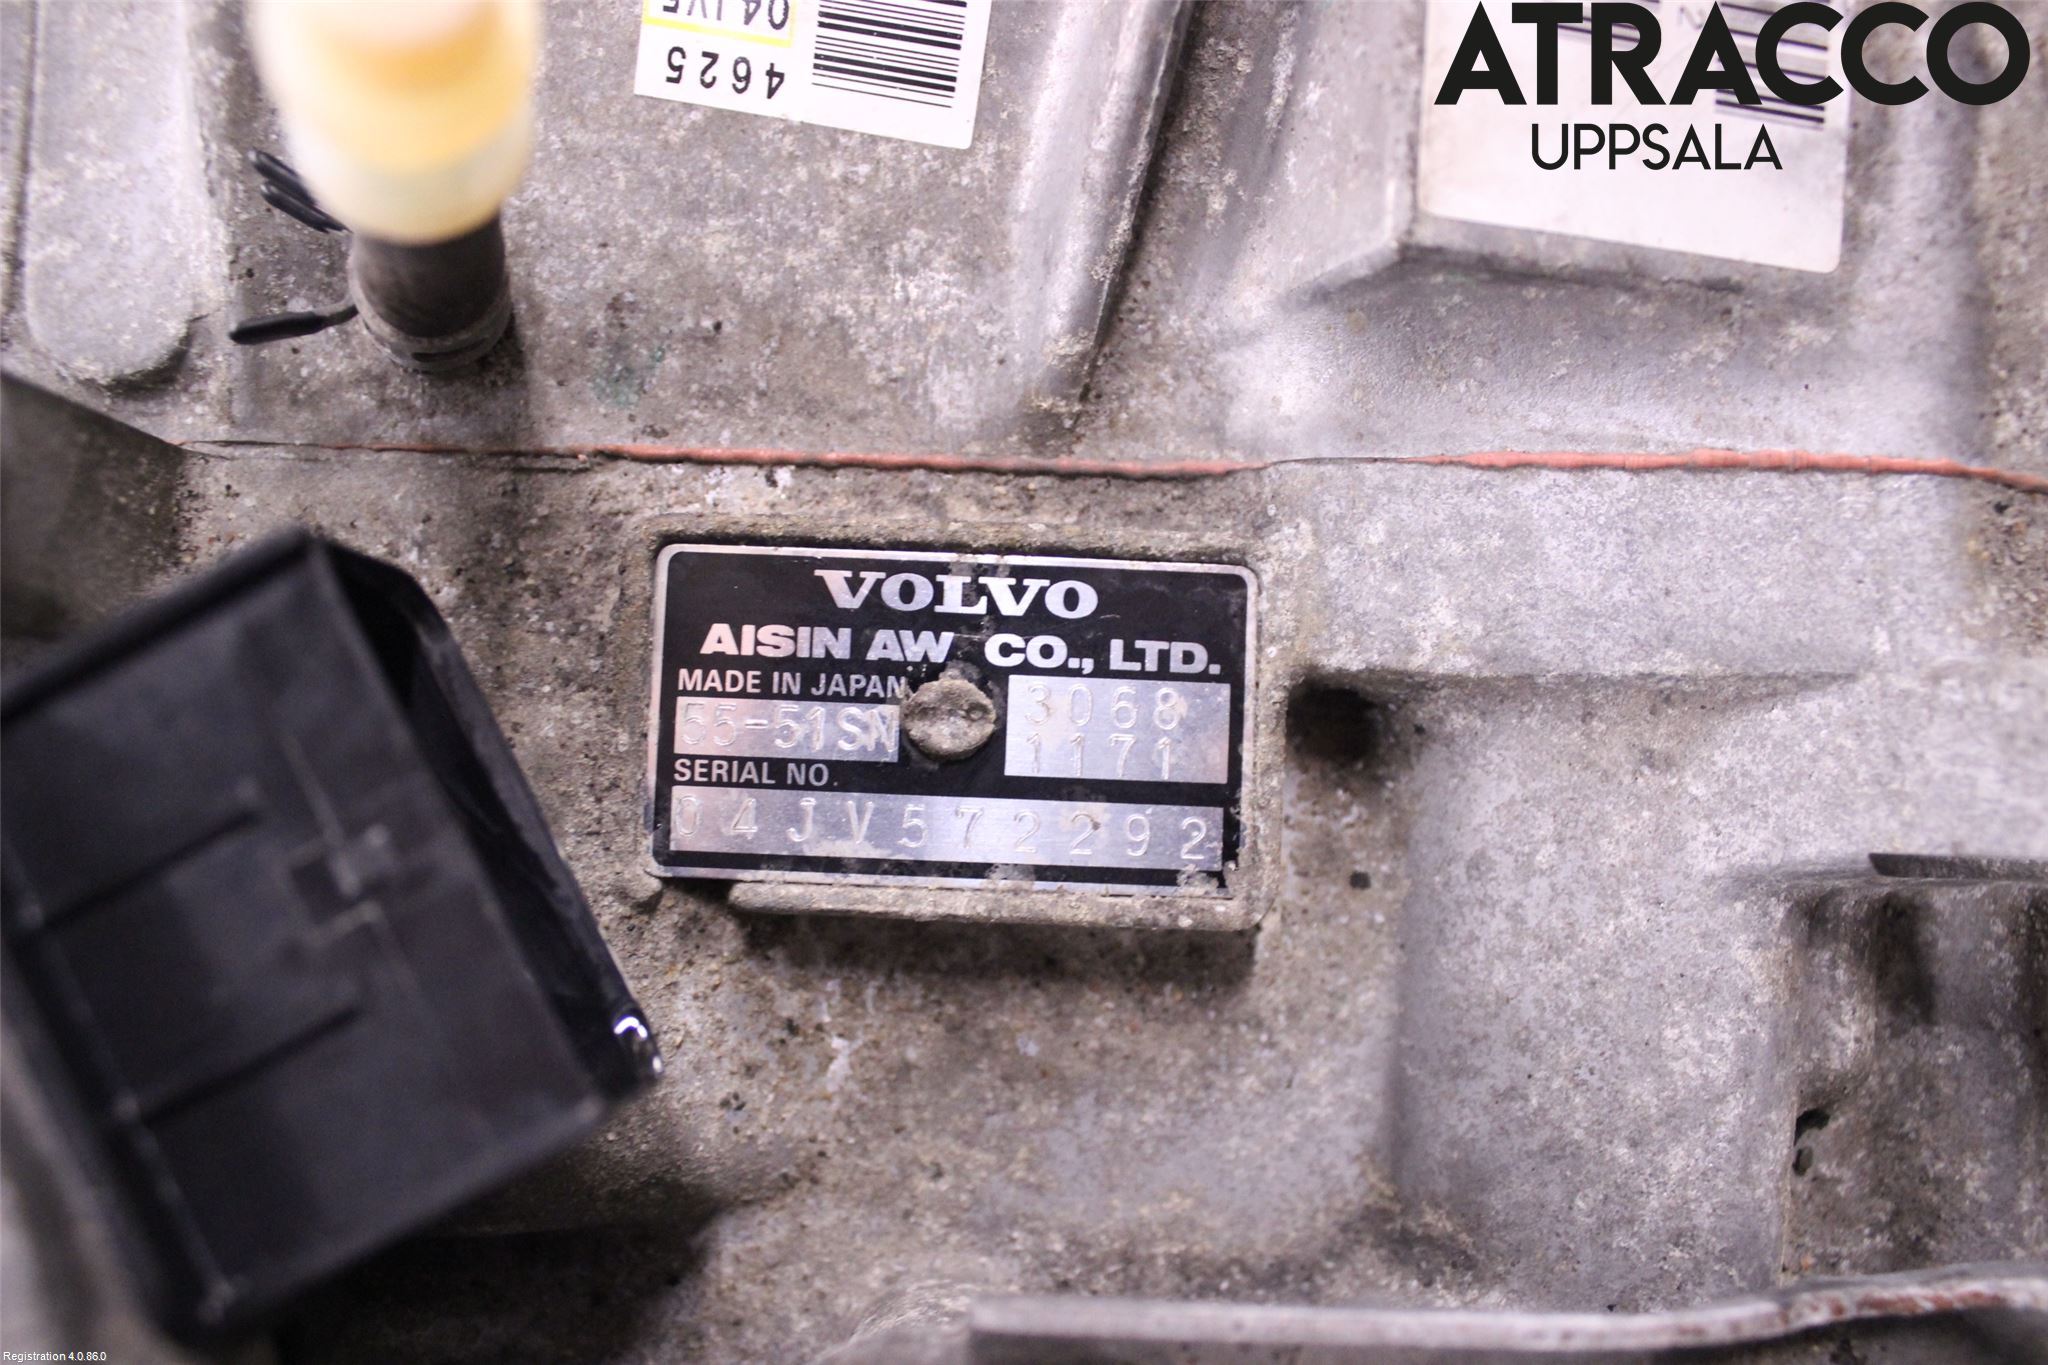 ATRACCO
UPPSALA
4625
VOLVO
AISIN AW CO., LTD.
MADE IN JAPAN
55-51SN
3068
1171
SERIAL NO.
04JV572292
Registration 4.0.86.0